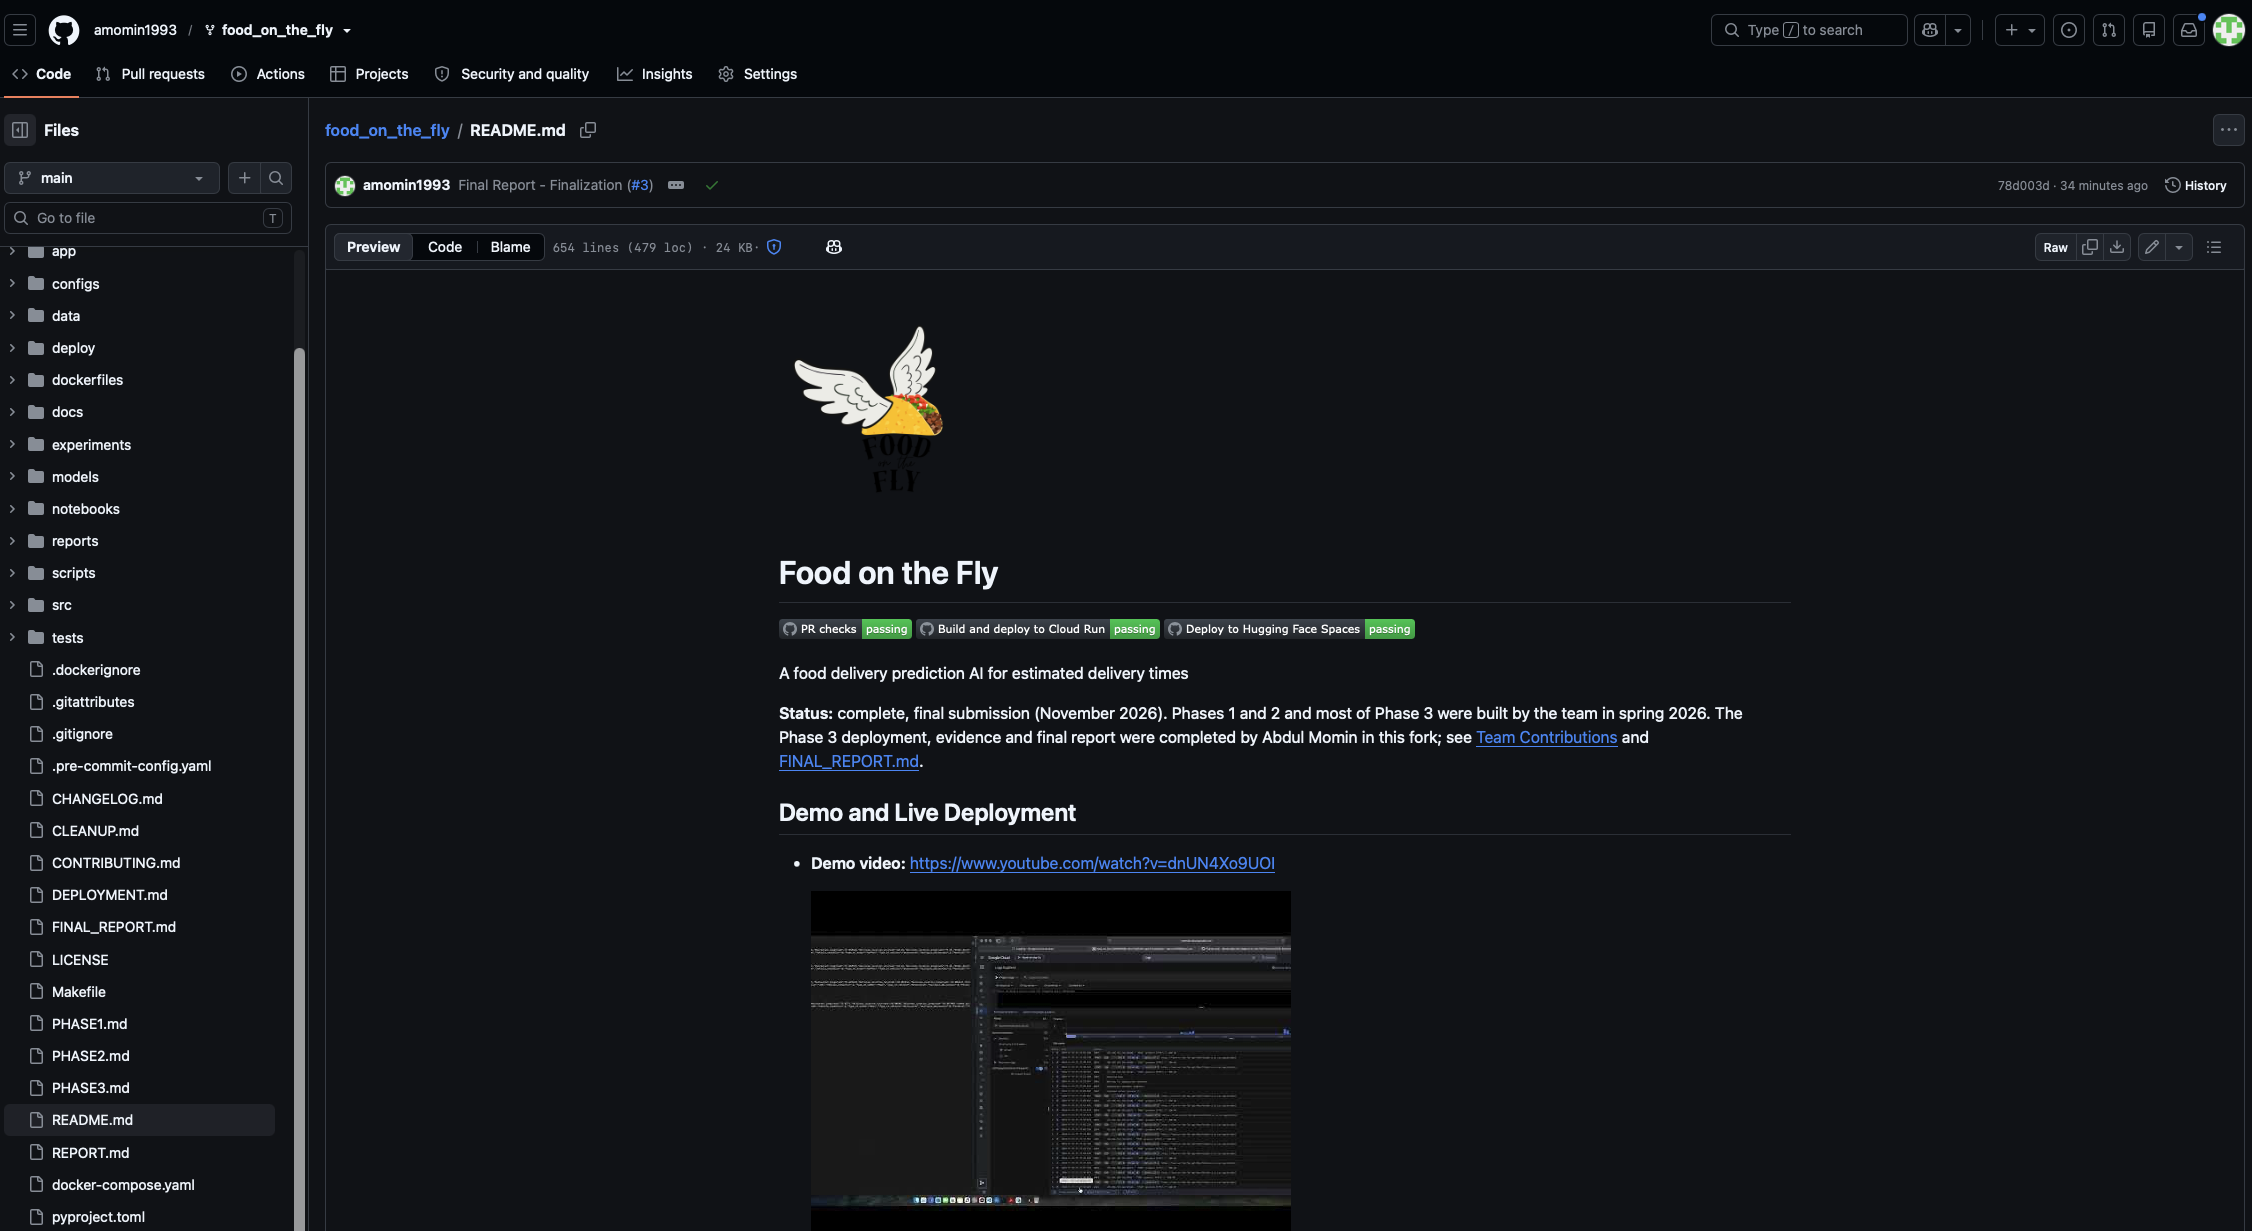 amomin1993 / food_on_the_fly
Type / to search
Code
Pull requests
Actions
Projects
Security and quality
Insights
Settings
Files
main
Go to file
T
app
configs
data
deploy
dockerfiles
docs
experiments
models
notebooks
reports
scripts
src
tests
.dockerignore
.gitattributes
.gitignore
.pre-commit-config.yaml
CHANGELOG.md
CLEANUP.md
CONTRIBUTING.md
DEPLOYMENT.md
FINAL_REPORT.md
LICENSE
Makefile
PHASE1.md
PHASE2.md
PHASE3.md
README.md
REPORT.md
docker-compose.yaml
pyproject.toml
food_on_the_fly / README.md
amomin1993 Final Report - Finalization (#3)
78d003d · 34 minutes ago
History
Preview
Code
Blame
654 lines (479 loc) · 24 KB ·
Raw
FOOD
on the
FLY
Food on the Fly
PR checks passing
Build and deploy to Cloud Run passing
Deploy to Hugging Face Spaces passing
A food delivery prediction AI for estimated delivery times
Status: complete, final submission (November 2026). Phases 1 and 2 and most of Phase 3 were built by the team in spring 2026. The
Phase 3 deployment, evidence and final report were completed by Abdul Momin in this fork; see Team Contributions and
FINAL_REPORT.md.
Demo and Live Deployment
• Demo video: https://www.youtube.com/watch?v=dnUN4Xo9UOI
Google Cloud